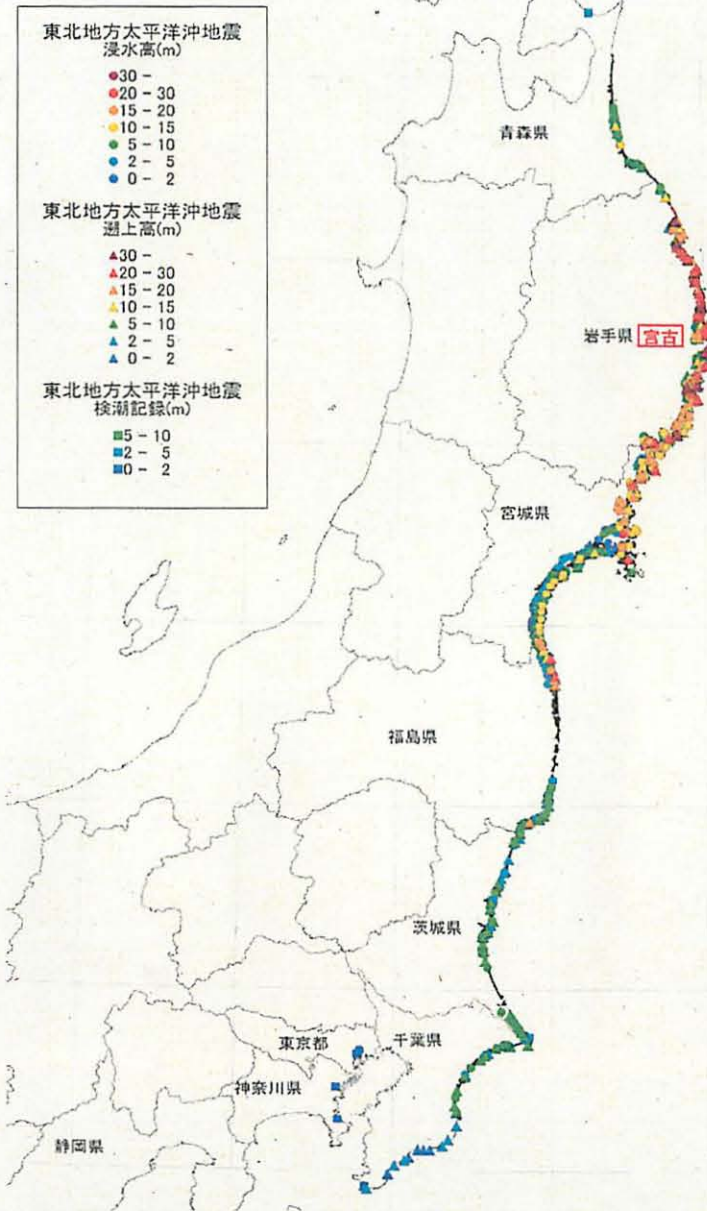 東北地方太平洋沖地震
浸水高(m)
30 -
20 - 30
15 - 20
10 - 15
5 - 10
2 - 5
0 - 2
東北地方太平洋沖地震
遡上高(m)
30 -
20 - 30
15 - 20
10 - 15
5 - 10
2 - 5
0 - 2
東北地方太平洋沖地震
検潮記録(m)
5 - 10
2 - 5
0 - 2
青森県
岩手県 宮古
宮城県
福島県
茨城県
東京都
千葉県
神奈川県
静岡県